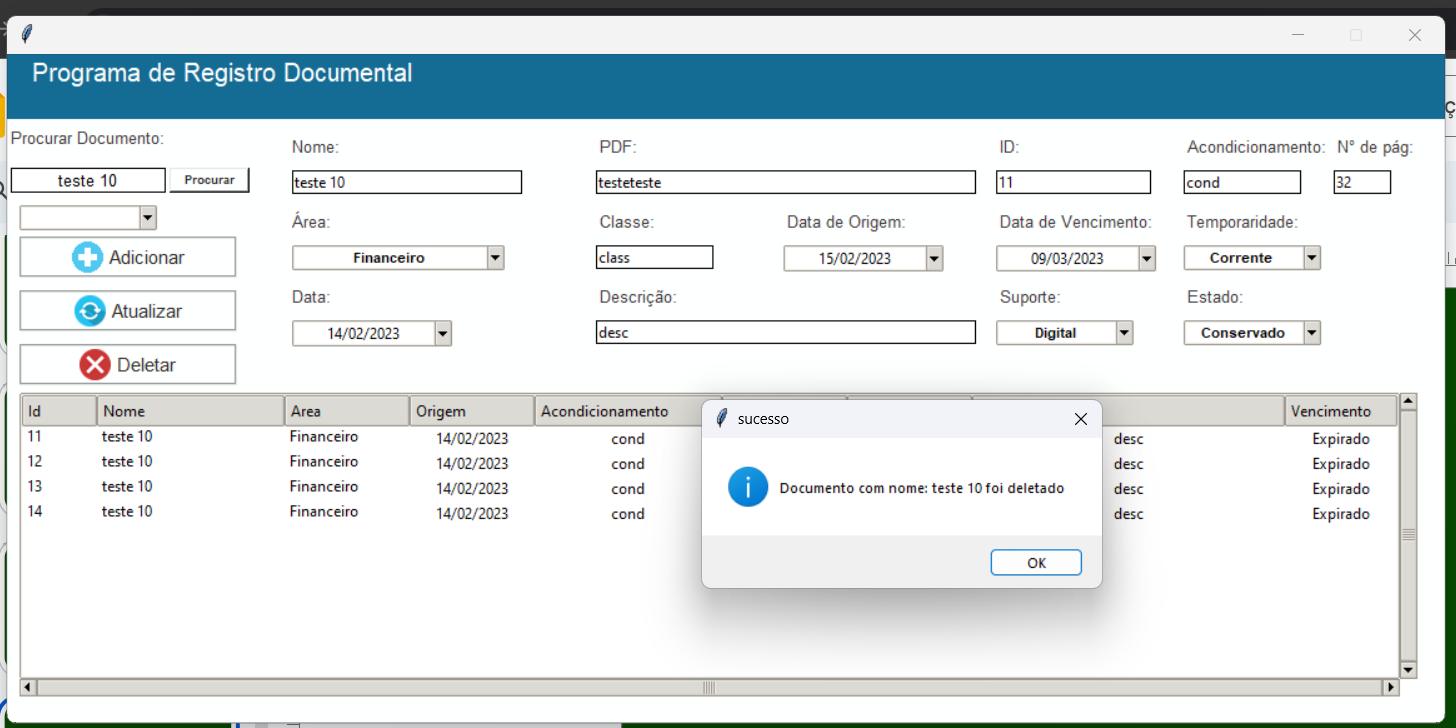 Programa de Registro Documental
Procurar Documento:
teste 10
Procurar
Adicionar
Atualizar
Deletar
Nome:
PDF:
ID:
Acondicionamento:
N° de pág:
teste 10
testeteste
11
cond
32
Área:
Classe:
Data de Origem:
Data de Vencimento:
Temporaridade:
Financeiro
class
15/02/2023
09/03/2023
Corrente
Data:
Descrição:
Suporte:
Estado:
14/02/2023
desc
Digital
Conservado
Id Nome Area Origem Acondicionamento Vencimento
11 teste 10 Financeiro 14/02/2023 cond desc Expirado
12 teste 10 Financeiro 14/02/2023 cond desc Expirado
13 teste 10 Financeiro 14/02/2023 cond desc Expirado
14 teste 10 Financeiro 14/02/2023 cond desc Expirado
sucesso
Documento com nome: teste 10 foi deletado
OK